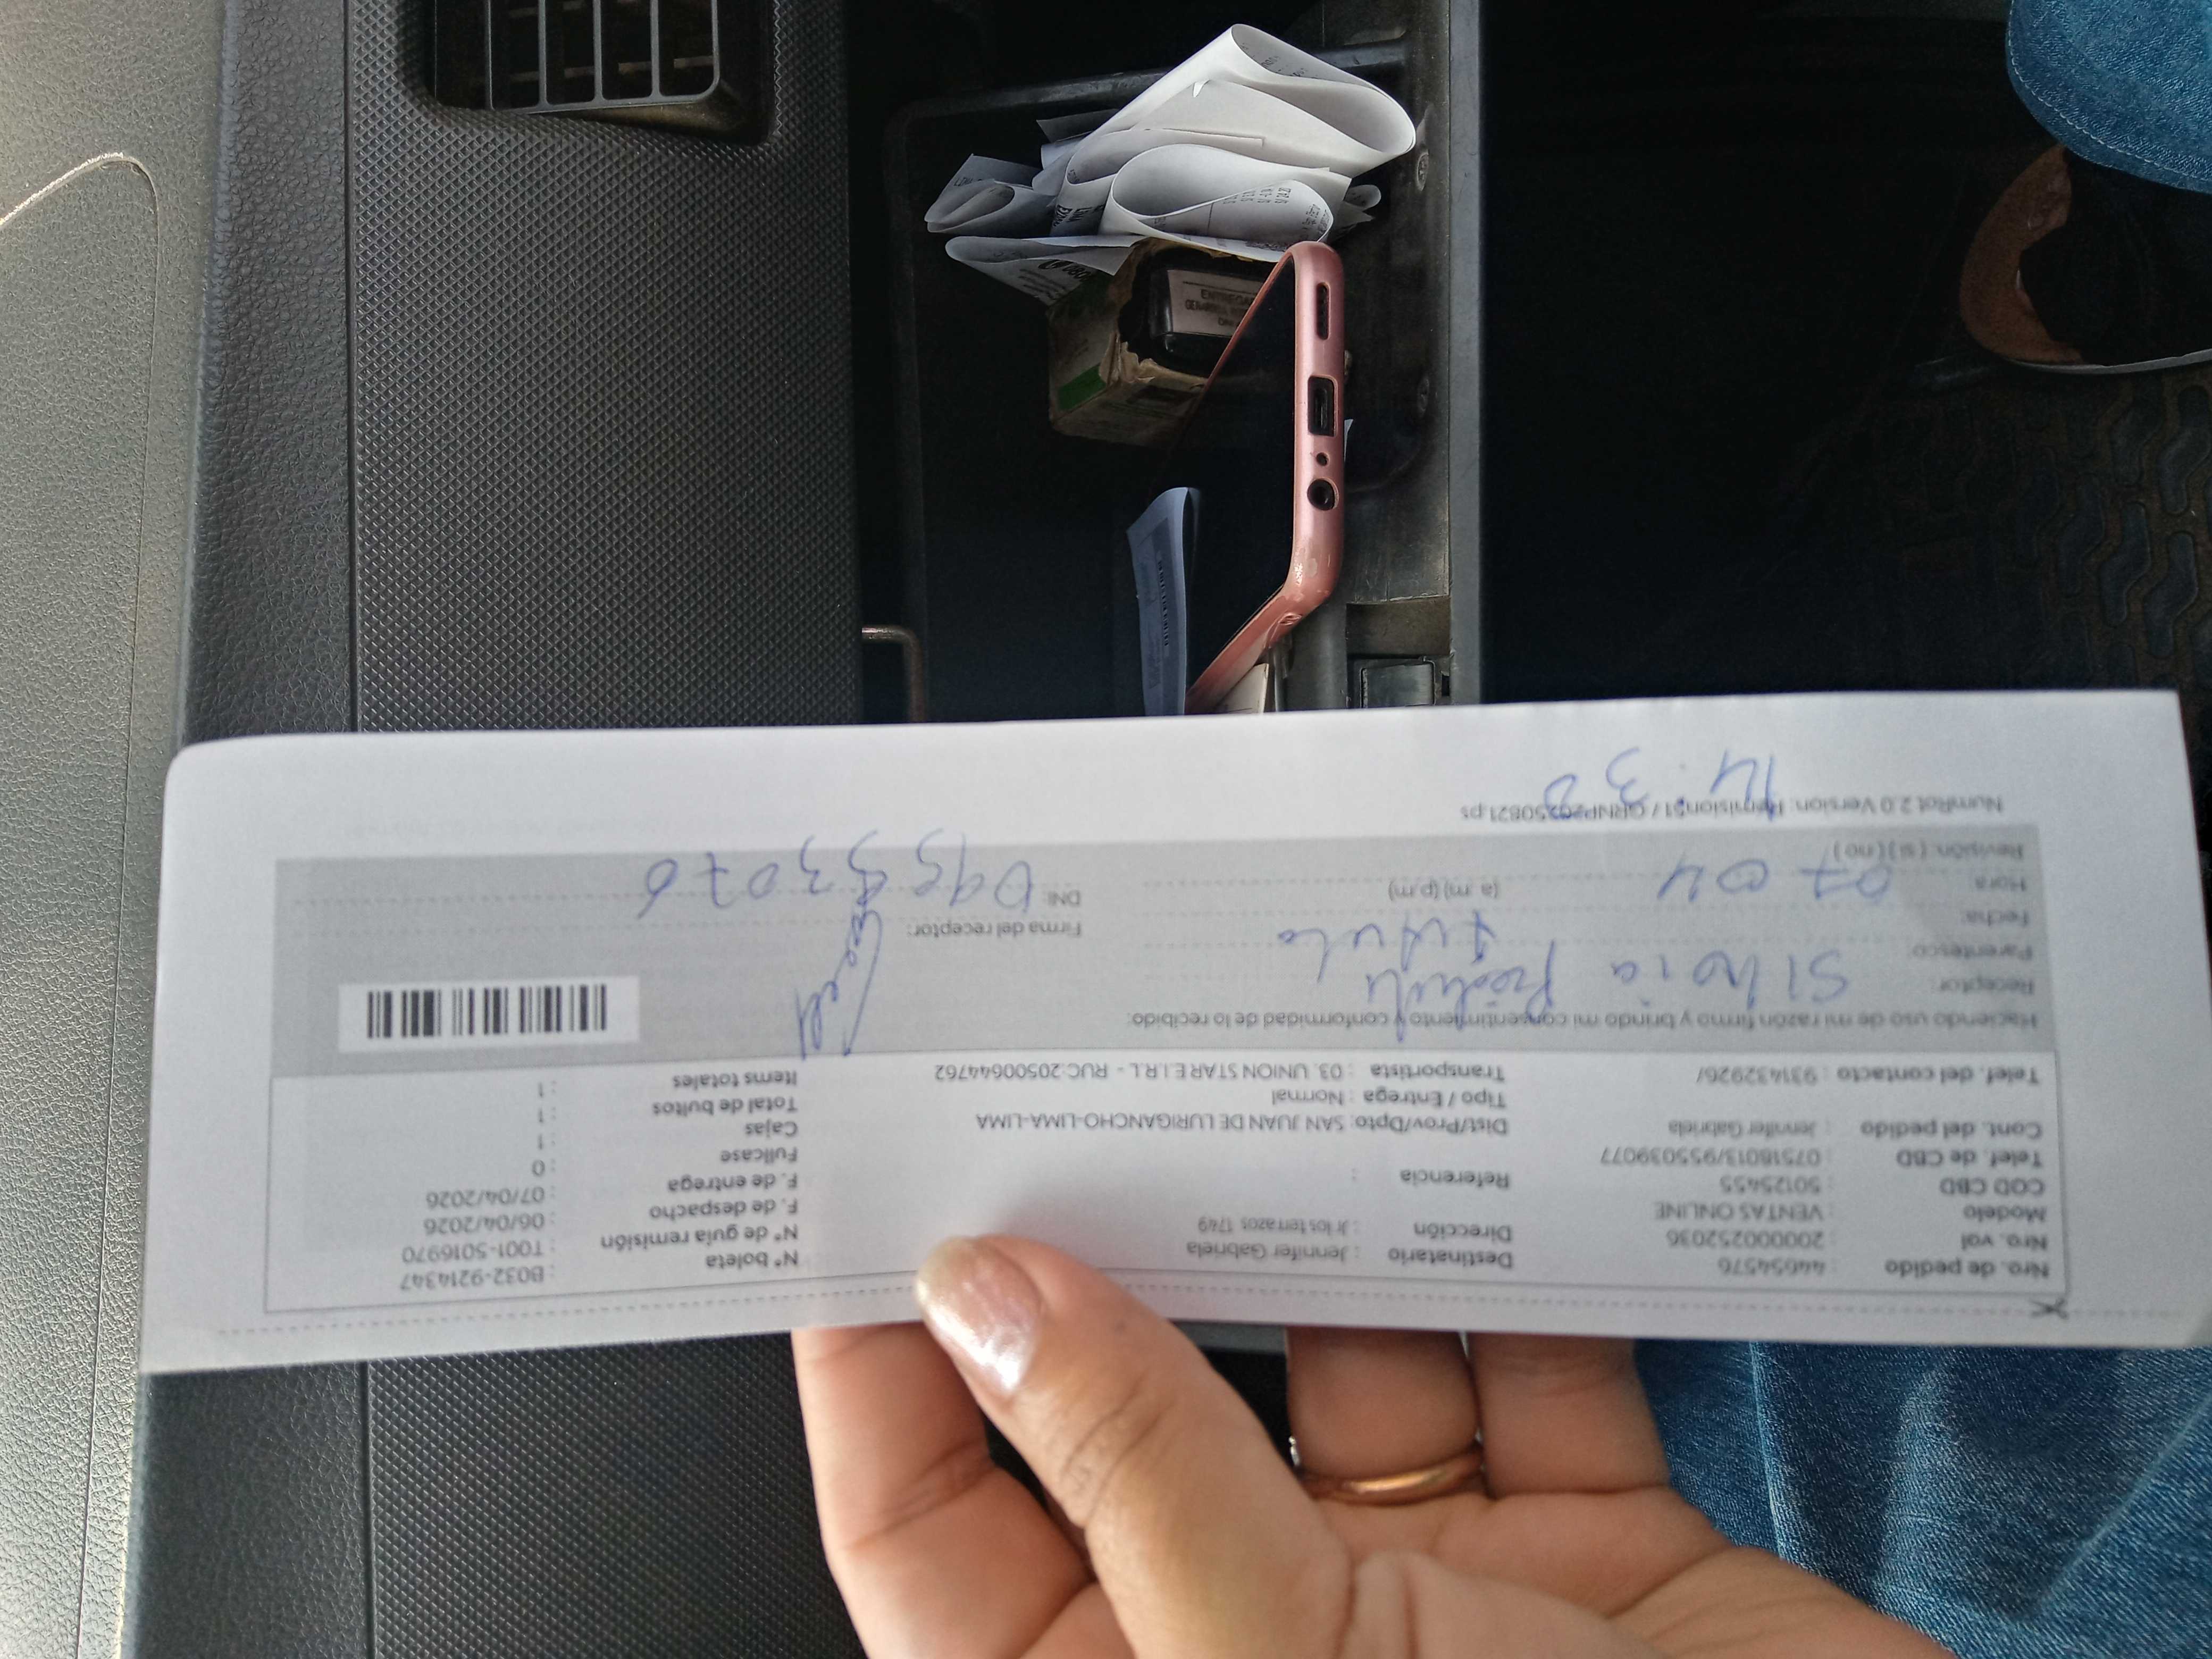 Nro. de pedido : 44654576
Nro. val : 20000252036
Modelo : VENTAS ONLINE
COD CBD : 50125455
Telef. de CBD : 07518013/955039077
Cont. del pedido : Jennifer Gabriela
Telef. del contacto : 931432926/
Destinatario : Jennifer Gabriela
Dirección : Jr los terrazos 1749
Referencia :
Dist/Prov/Dpto: SAN JUAN DE LURIGANCHO-LIMA-LIMA
Tipo / Entrega : Normal
Transportista : 03. UNION STAR E.I.R.L - RUC:20500644762
N° boleta : B032-9214347
N° de guía remisión : T001-5016970
F. de despacho : 06/04/2026
F. de entrega : 07/04/2026
Fullcase : 0
Cajas : 1
Total de bultos : 1
Items totales : 1
Haciendo uso de mi razón firmo y brindo mi consentimiento y conformidad de lo recibido:
Receptor: Silvia
Parentesco:
Fecha: 07 04
Hora (a. m) (p.m)
Revisión: ( si ) ( no )
Firma del receptor:
DNI:
NumRot 2.0 Version: Remision51 / GRNP20250821.ps
14:30